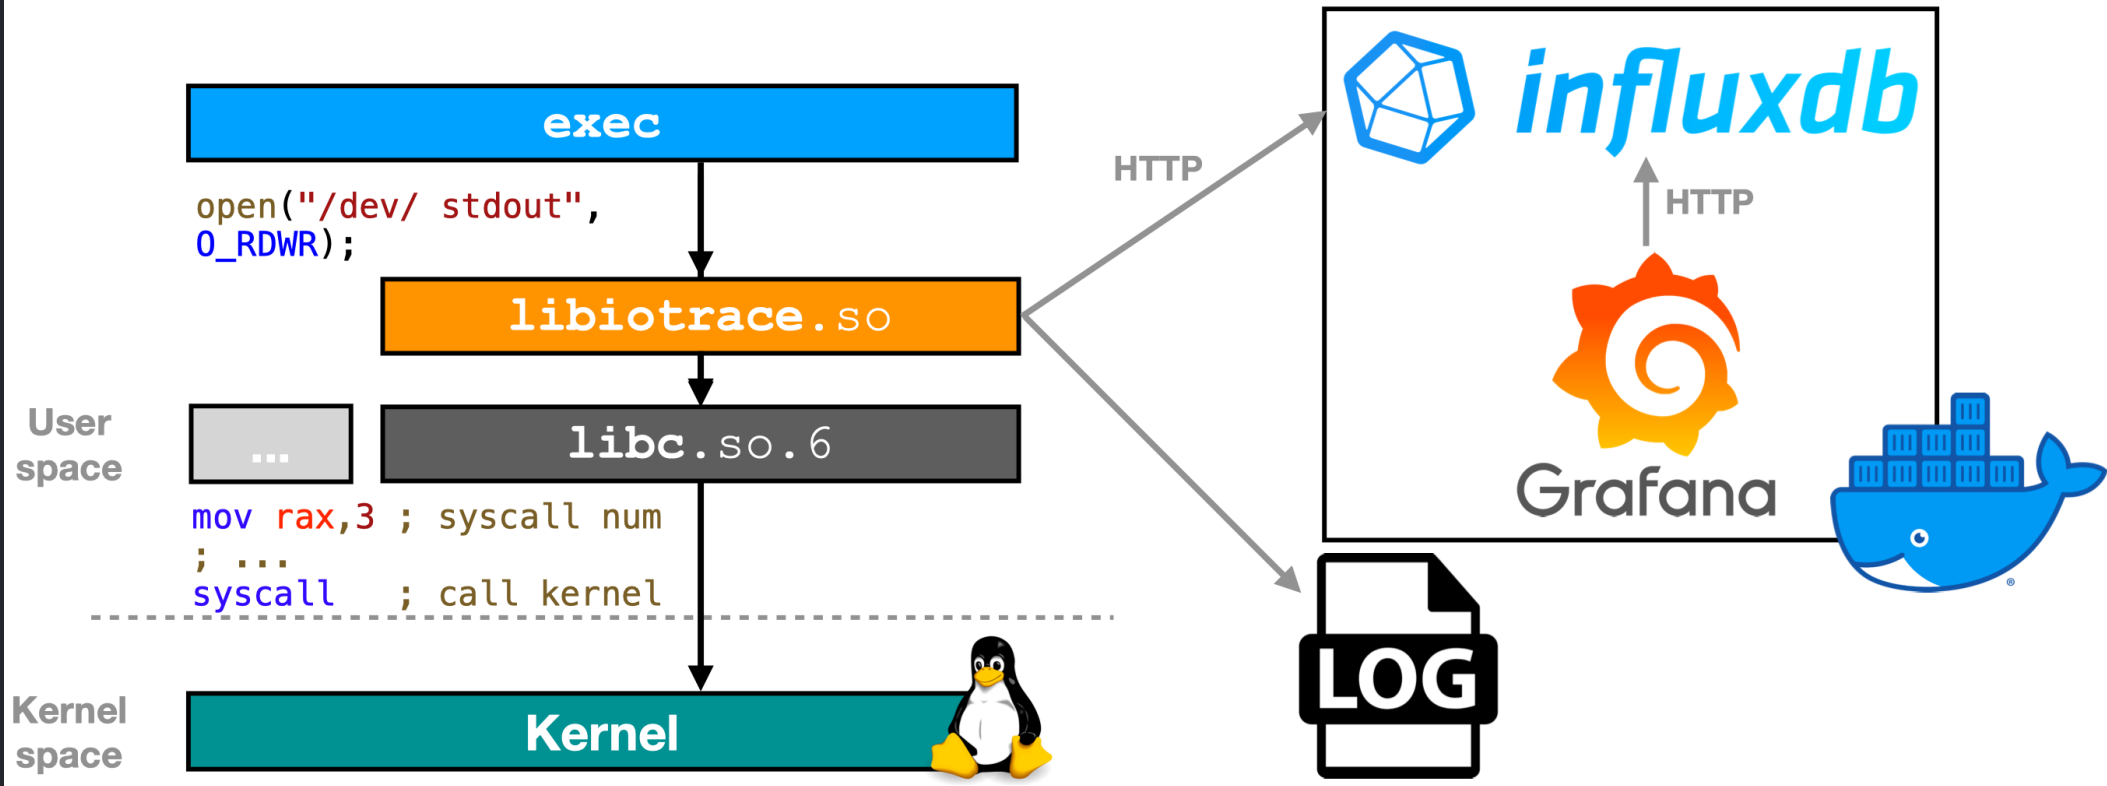 exec
open("/dev/ stdout",
O_RDWR);
libiotrace.so
User
space
...
libc.so.6
mov rax,3 ; syscall num
; ...
syscall ; call kernel
Kernel
space
Kernel
HTTP
influxdb
HTTP
Grafana
®
LOG